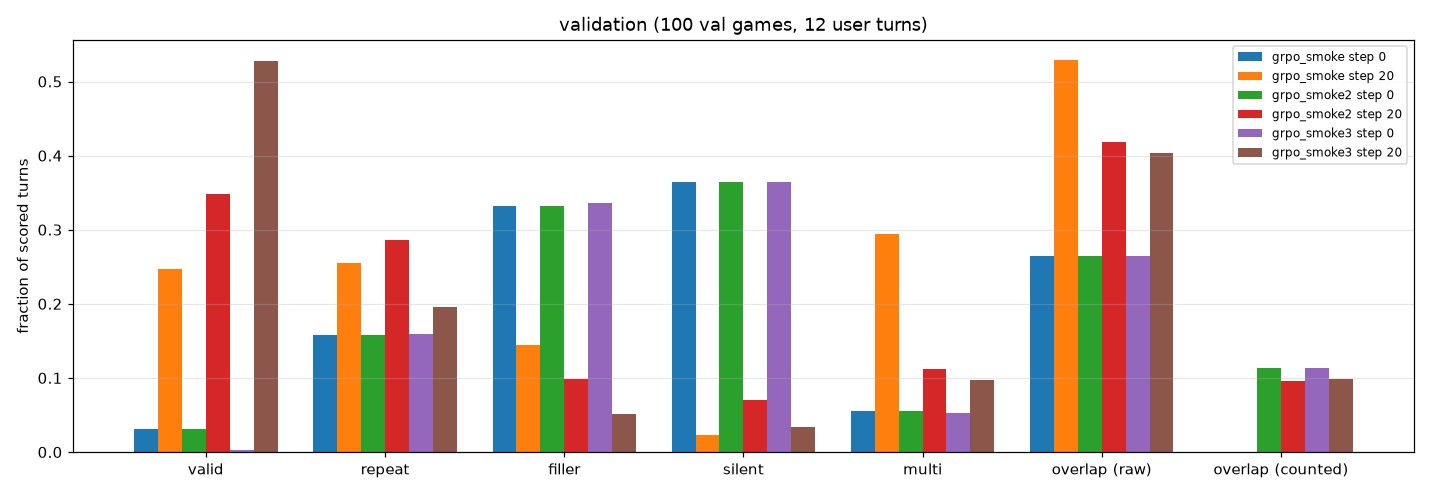 validation (100 val games, 12 user turns)
fraction of scored turns
0.5
0.4
0.3
0.2
0.1
0.0
valid
repeat
filler
silent
multi
overlap (raw)
overlap (counted)
grpo_smoke step 0
grpo_smoke step 20
grpo_smoke2 step 0
grpo_smoke2 step 20
grpo_smoke3 step 0
grpo_smoke3 step 20